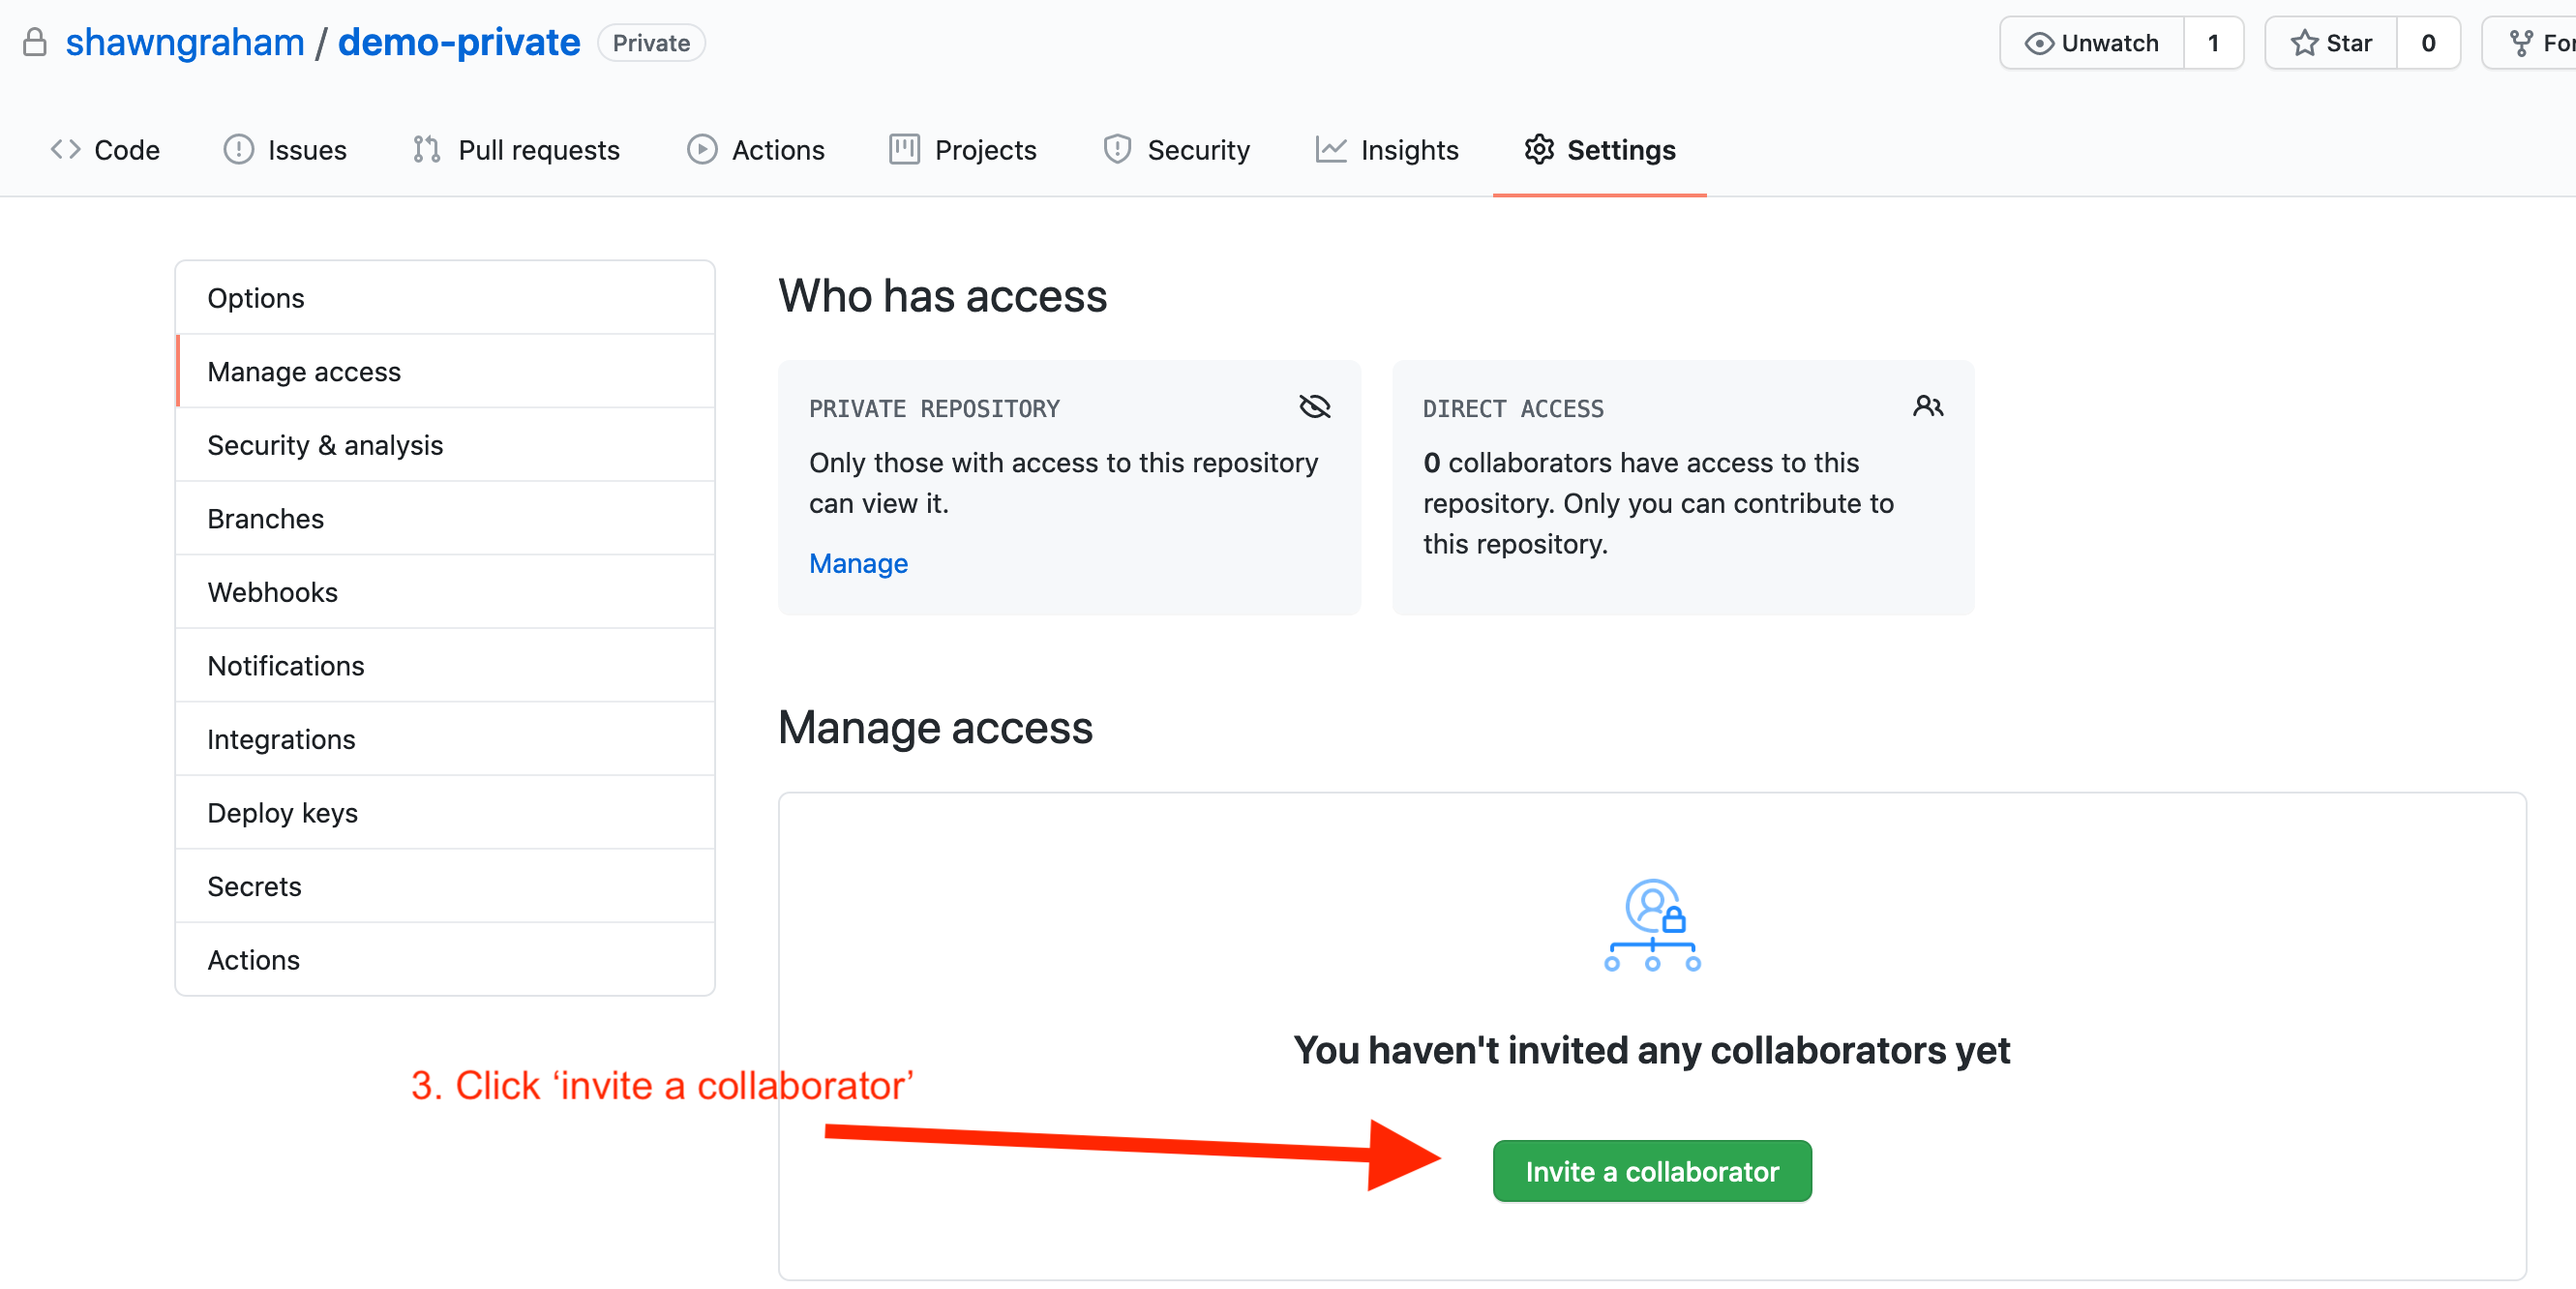 shawngraham / demo-private Private
Unwatch 1 Star 0
Code Issues Pull requests Actions Projects Security Insights Settings
Options
Manage access
Security & analysis
Branches
Webhooks
Notifications
Integrations
Deploy keys
Secrets
Actions
Who has access
PRIVATE REPOSITORY
Only those with access to this repository
can view it.
Manage
DIRECT ACCESS
0 collaborators have access to this
repository. Only you can contribute to
this repository.
Manage access
You haven't invited any collaborators yet
3. Click ‘invite a collaborator’
Invite a collaborator